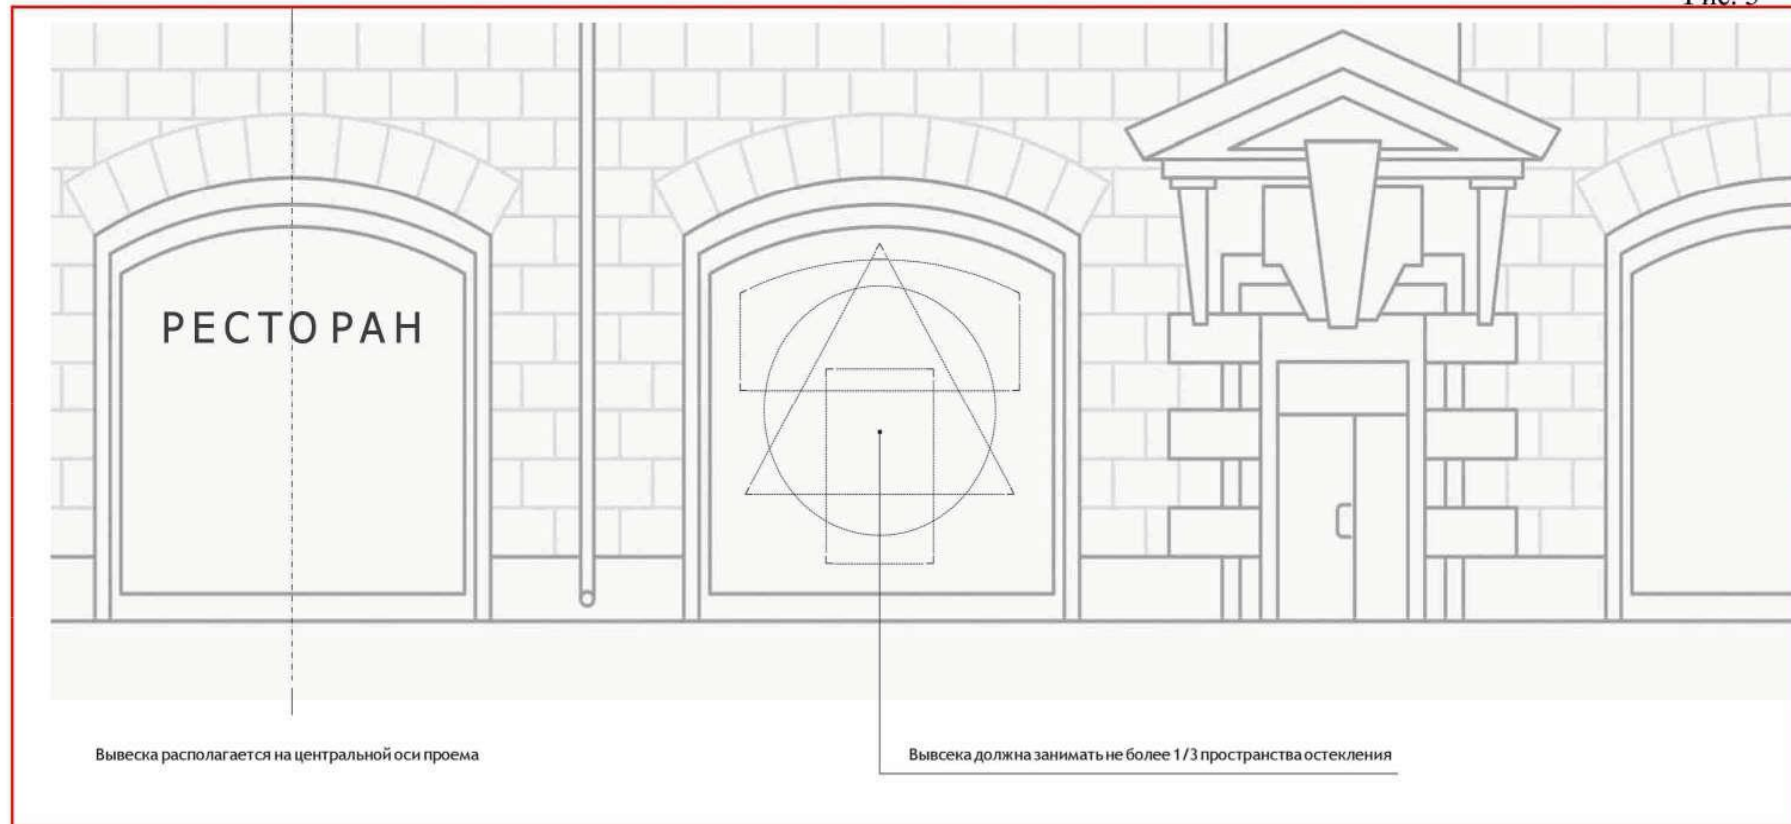 РЕСТОРАН
Вывеска располагается на центральной оси проема
Вывсека должна занимать не более 1/3 пространства остекления